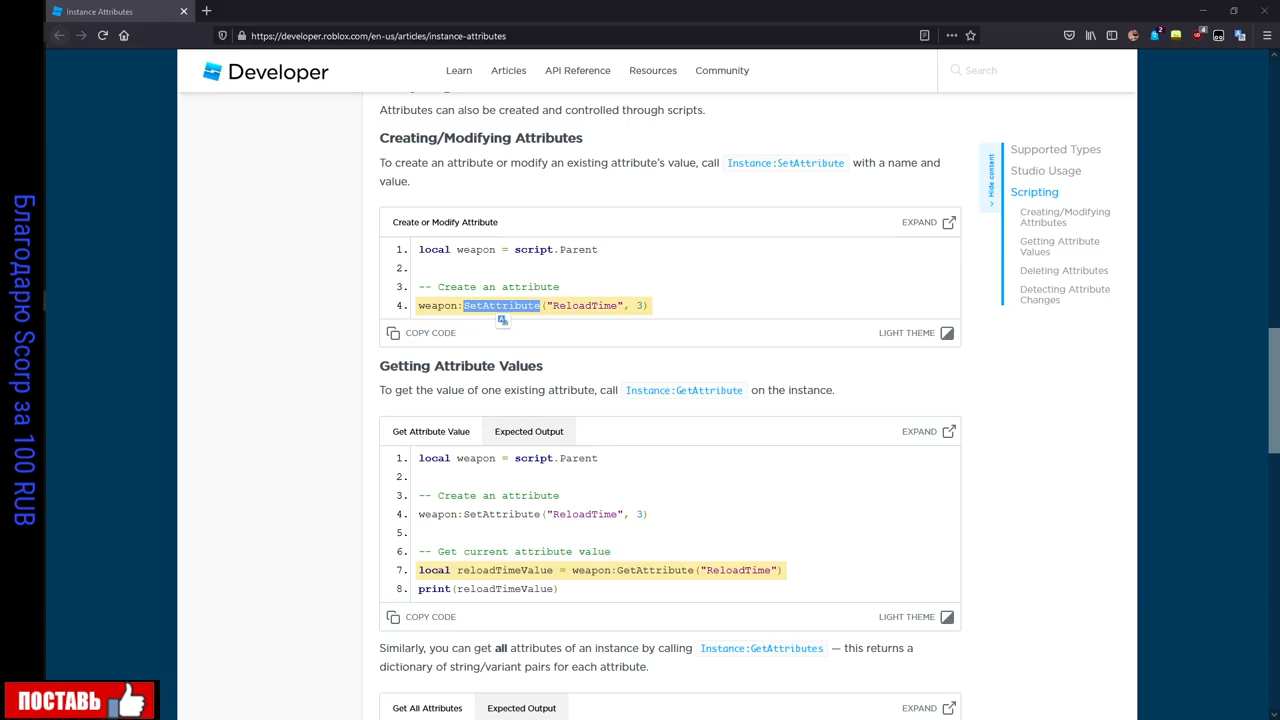 Instance Attributes
https://developer.roblox.com/en-us/articles/instance-attributes
Developer
Learn Articles API Reference Resources Community
Search
Attributes can also be created and controlled through scripts.
Creating/Modifying Attributes
To create an attribute or modify an existing attribute's value, call Instance:SetAttribute with a name and
value.
Create or Modify Attribute EXPAND
1. local weapon = script.Parent
2.
3. -- Create an attribute
4. weapon:SetAttribute("ReloadTime", 3)
COPY CODE LIGHT THEME
Getting Attribute Values
To get the value of one existing attribute, call Instance:GetAttribute on the instance.
Get Attribute Value Expected Output EXPAND
1. local weapon = script.Parent
2.
3. -- Create an attribute
4. weapon:SetAttribute("ReloadTime", 3)
5.
6. -- Get current attribute value
7. local reloadTimeValue = weapon:GetAttribute("ReloadTime")
8. print(reloadTimeValue)
COPY CODE LIGHT THEME
Similarly, you can get all attributes of an instance by calling Instance:GetAttributes — this returns a
dictionary of string/variant pairs for each attribute.
Get All Attributes Expected Output EXPAND
Hide content
Supported Types
Studio Usage
Scripting
Creating/Modifying
Attributes
Getting Attribute
Values
Deleting Attributes
Detecting Attribute
Changes
Благодарю Scorp за 100 RUB
ПОСТАВЬ